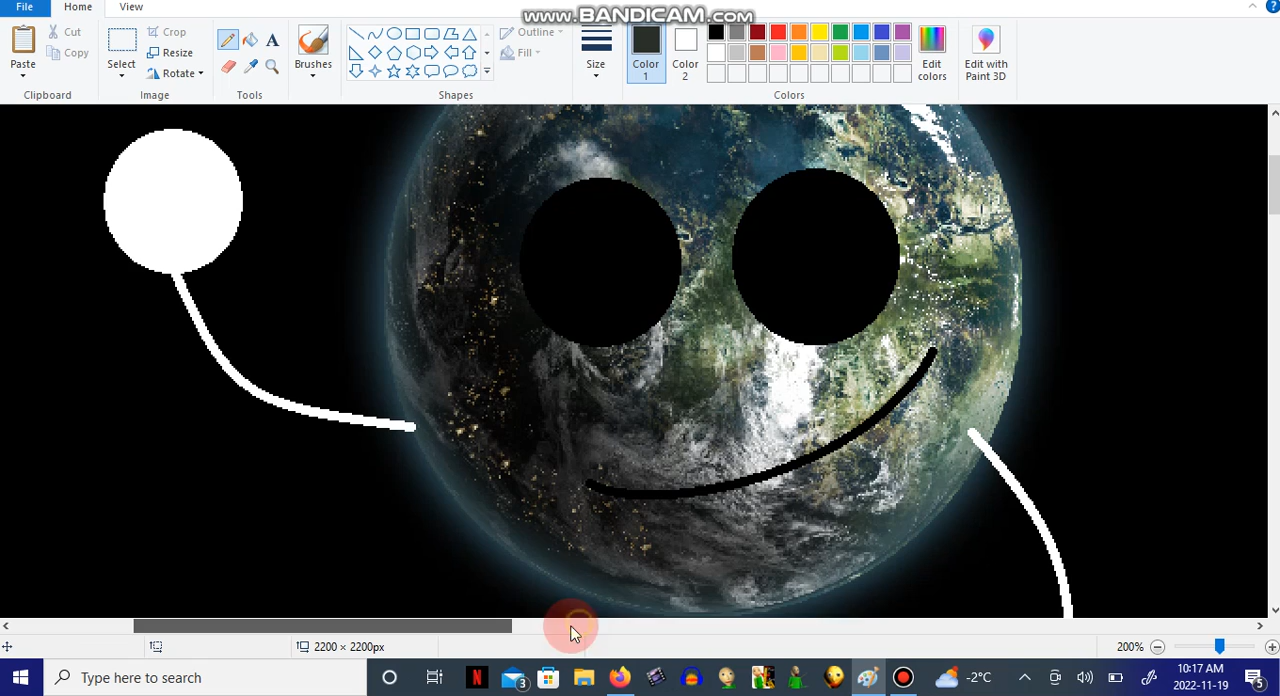 www.BANDICAM.com
File
Home
View
Paste
Cut
Copy
Clipboard
Select
Crop
Resize
Rotate
Image
A
Tools
Brushes
Outline
Fill
Shapes
Size
Color
1
Color
2
Edit
colors
Colors
Edit with
Paint 3D
2200 × 2200px
200%
Type here to search
N
3
-2°C
10:17 AM
2022-11-19
5